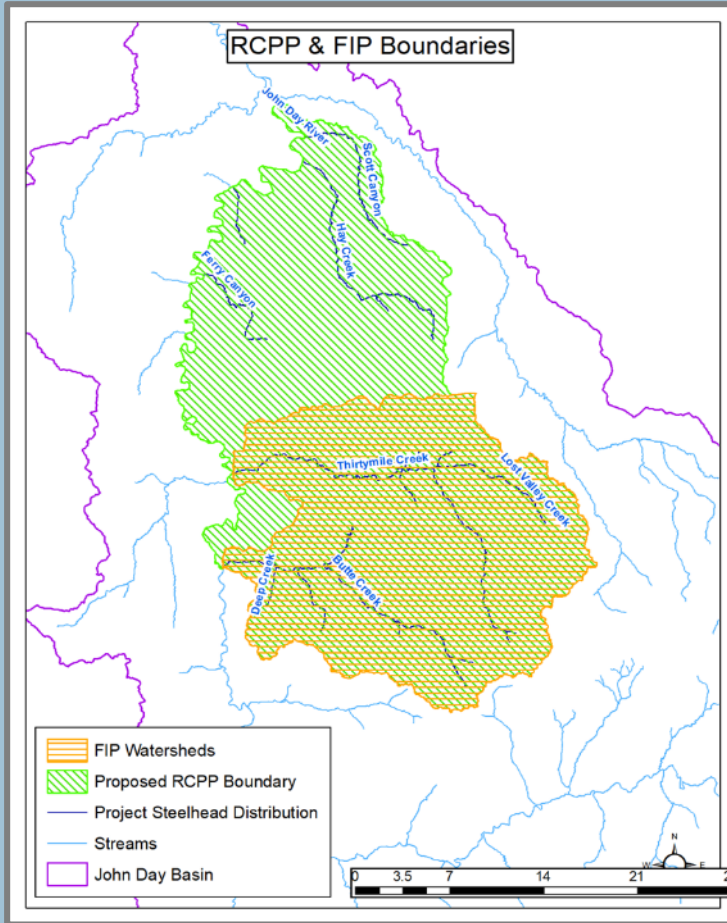 RCPP & FIP Boundaries
John Day River
Scott Canyon
Hay Creek
Ferry Canyon
Thirtymile Creek
Lost Valley Creek
Butte Creek
Deep Creek
FIP Watersheds
Proposed RCPP Boundary
Project Steelhead Distribution
Streams
John Day Basin
N
W E
0 3.5 7 14 21 2